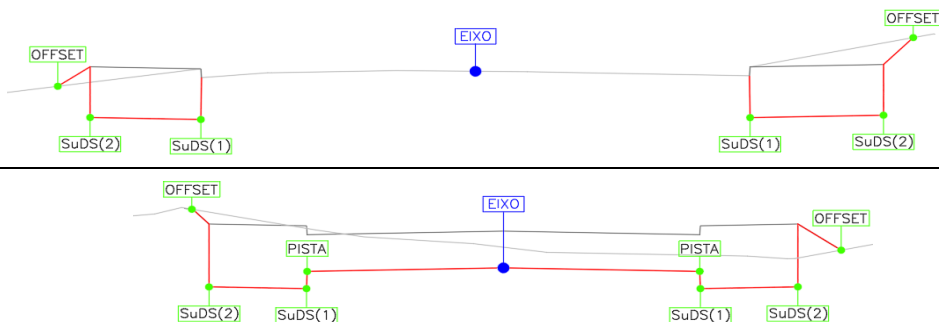 OFFSET
EIXO
OFFSET
SuDS(2)
SuDS(1)
SuDS(1)
SuDS(2)
OFFSET
EIXO
OFFSET
PISTA
PISTA
SuDS(2)
SuDS(1)
SuDS(1)
SuDS(2)